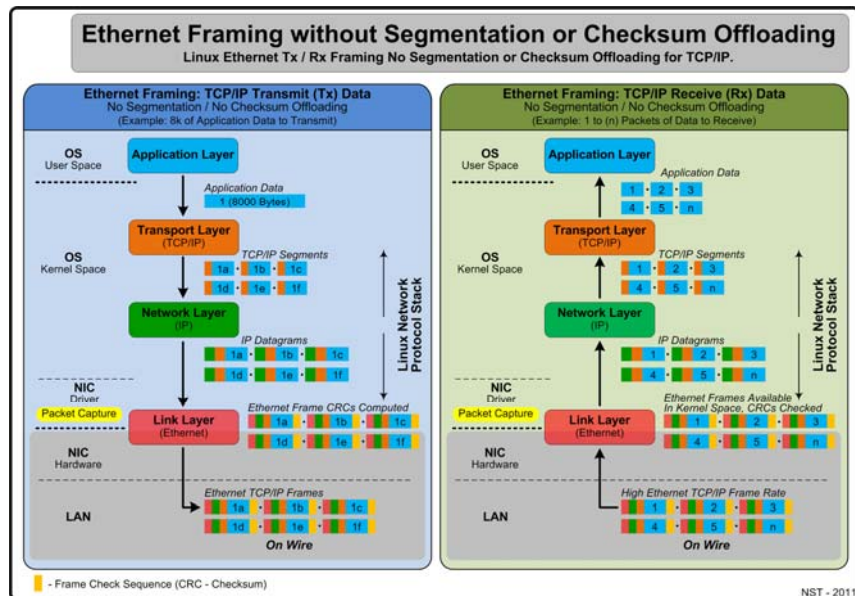 Ethernet Framing without Segmentation or Checksum Offloading
Linux Ethernet Tx / Rx Framing No Segmentation or Checksum Offloading for TCP/IP.
Ethernet Framing: TCP/IP Transmit (Tx) Data
No Segmentation / No Checksum Offloading
(Example: 8k of Application Data to Transmit)
OS
User Space
Application Layer
Application Data
1 (8000 Bytes)
Transport Layer
(TCP/IP)
OS
Kernel Space
TCP/IP Segments
1a 1b 1c
1d 1e 1f
Network Layer
(IP)
Linux Network
Protocol Stack
IP Datagrams
1a 1b 1c
1d 1e 1f
NIC
Driver
Packet Capture
Link Layer
(Ethernet)
Ethernet Frame CRCs Computed
1a 1b 1c
1d 1e 1f
NIC
Hardware
LAN
Ethernet TCP/IP Frames
1a 1b 1c
1d 1e 1f
On Wire
Ethernet Framing: TCP/IP Receive (Rx) Data
No Segmentation / No Checksum Offloading
(Example: 1 to (n) Packets of Data to Receive)
OS
User Space
Application Layer
Application Data
1 2 3
4 5 n
Transport Layer
(TCP/IP)
OS
Kernel Space
TCP/IP Segments
1 2 3
4 5 n
Network Layer
(IP)
Linux Network
Protocol Stack
IP Datagrams
1 2 3
4 5 n
NIC
Driver
Packet Capture
Link Layer
(Ethernet)
Ethernet Frames Available
In Kernel Space, CRCs Checked
1 2 3
4 5 n
NIC
Hardware
LAN
High Ethernet TCP/IP Frame Rate
1 2 3
4 5 n
On Wire
- Frame Check Sequence (CRC - Checksum)
NST - 2011